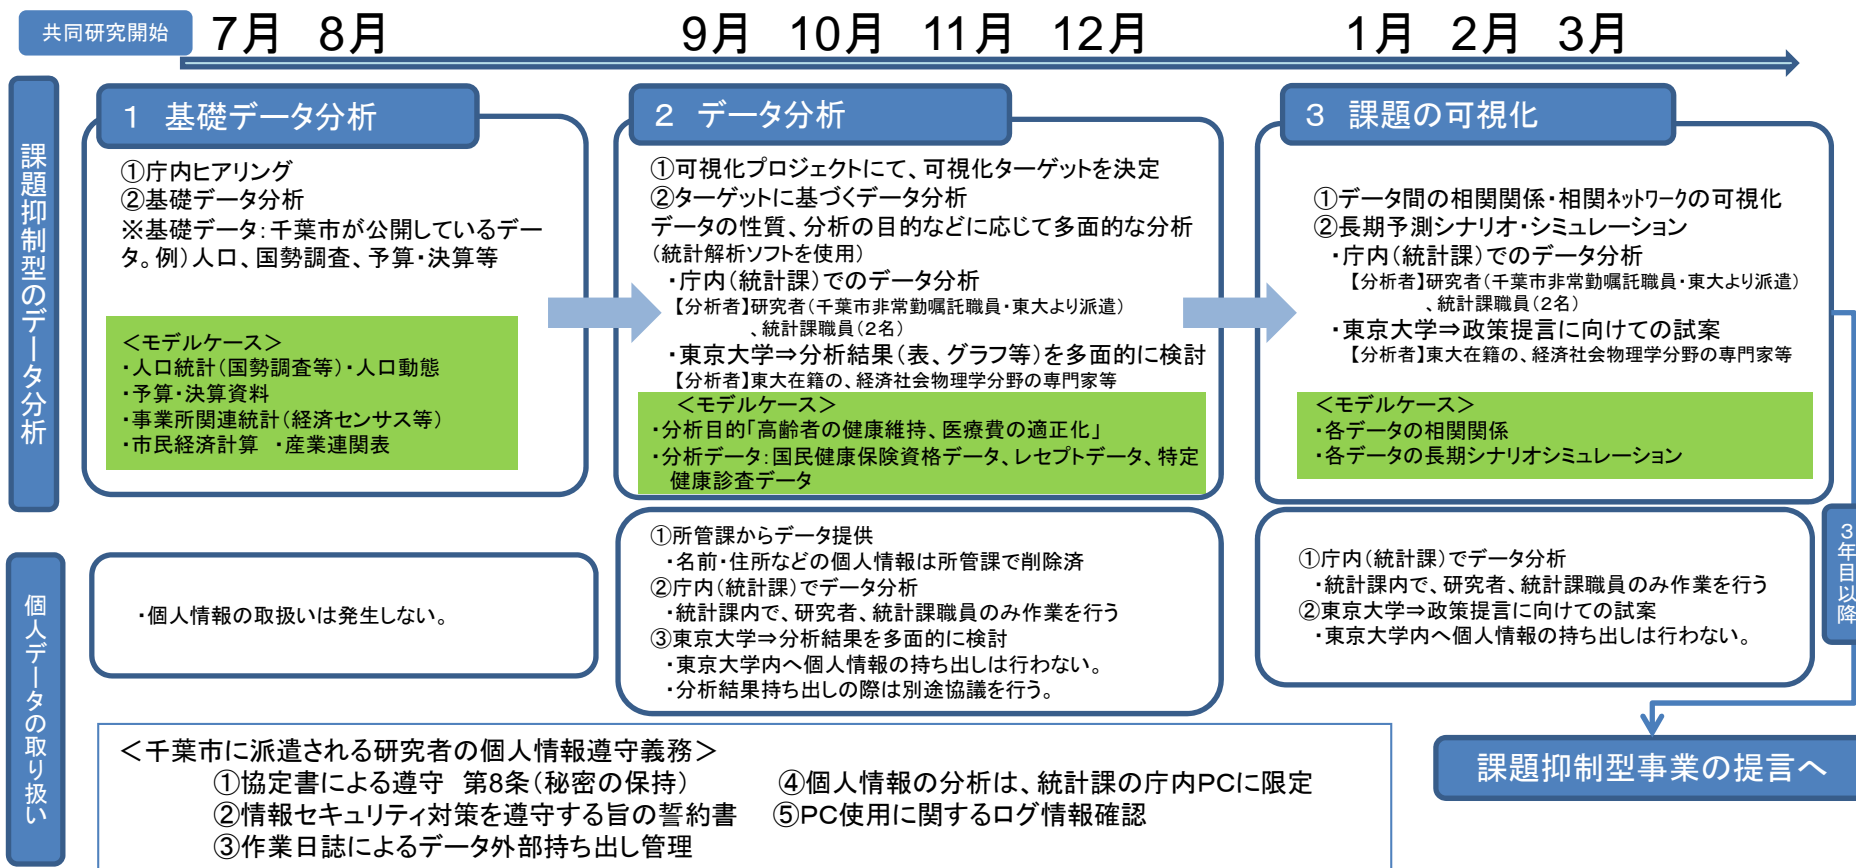 共同研究開始
7月 8月 9月 10月 11月 12月 1月 2月 3月
課題抑制型のデータ分析
1 基礎データ分析
①庁内ヒアリング
②基礎データ分析
※基礎データ:千葉市が公開しているデー
タ。例)人口、国勢調査、予算・決算等
＜モデルケース＞
・人口統計(国勢調査等)・人口動態
・予算・決算資料
・事業所関連統計(経済センサス等)
・市民経済計算 ・産業連関表
2 データ分析
①可視化プロジェクトにて、可視化ターゲットを決定
②ターゲットに基づくデータ分析
データの性質、分析の目的などに応じて多面的な分析
(統計解析ソフトを使用)
・庁内(統計課)でのデータ分析
【分析者】研究者(千葉市非常勤嘱託職員・東大より派遣)
、統計課職員(2名)
・東京大学⇒分析結果(表、グラフ等)を多面的に検討
【分析者】東大在籍の、経済社会物理学分野の専門家等
＜モデルケース＞
・分析目的「高齢者の健康維持、医療費の適正化」
・分析データ:国民健康保険資格データ、レセプトデータ、特定
健康診査データ
3 課題の可視化
①データ間の相関関係・相関ネットワークの可視化
②長期予測シナリオ・シミュレーション
・庁内(統計課)でのデータ分析
【分析者】研究者(千葉市非常勤嘱託職員・東大より派遣)
、統計課職員(2名)
・東京大学⇒政策提言に向けての試案
【分析者】東大在籍の、経済社会物理学分野の専門家等
＜モデルケース＞
・各データの相関関係
・各データの長期シナリオシミュレーション
個人データの取り扱い
・個人情報の取扱いは発生しない。
①所管課からデータ提供
・名前・住所などの個人情報は所管課で削除済
②庁内(統計課)でデータ分析
・統計課内で、研究者、統計課職員のみ作業を行う
③東京大学⇒分析結果を多面的に検討
・東京大学内へ個人情報の持ち出しは行わない。
・分析結果持ち出しの際は別途協議を行う。
①庁内(統計課)でデータ分析
・統計課内で、研究者、統計課職員のみ作業を行う
②東京大学⇒政策提言に向けての試案
・東京大学内へ個人情報の持ち出しは行わない。
3年目以降
＜千葉市に派遣される研究者の個人情報遵守義務＞
①協定書による遵守 第8条(秘密の保持)
②情報セキュリティ対策を遵守する旨の誓約書
③作業日誌によるデータ外部持ち出し管理
④個人情報の分析は、統計課の庁内PCに限定
⑤PC使用に関するログ情報確認
課題抑制型事業の提言へ